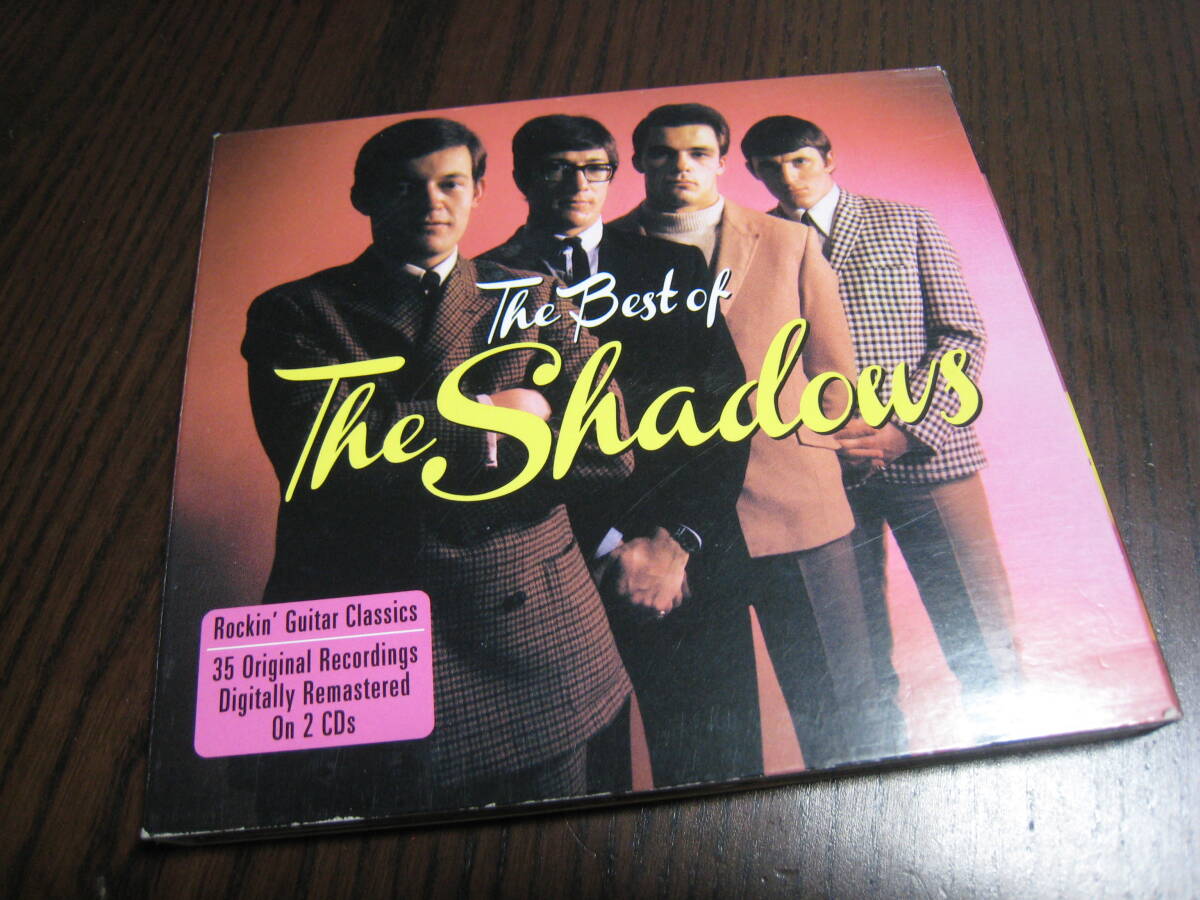 The Best of
The Shadows
Rockin' Guitar Classics
35 Original Recordings
Digitally Remastered
On 2 CDs